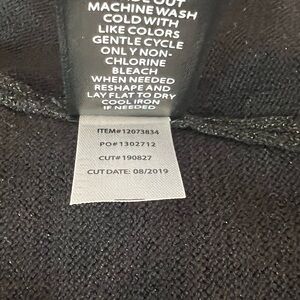 OUT
MACHINE WASH
COLD WITH
LIKE COLORS
GENTLE CYCLE
ONLY NON-
CHLORINE
BLEACH
WHEN NEEDED
RESHAPE AND
LAY FLAT TO DRY
COOL IRON
IF NEEDED
ITEM#12073834
PO#1302712
CUT#190827
CUT DATE: 08/2019